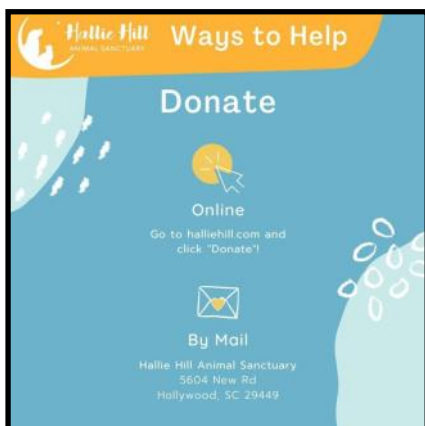 Hallie Hill
ANIMAL SANCTUARY
Ways to Help
Donate
Online
Go to halliehill.com and
click "Donate"!
By Mail
Hallie Hill Animal Sanctuary
5604 New Rd
Hollywood, SC 29449